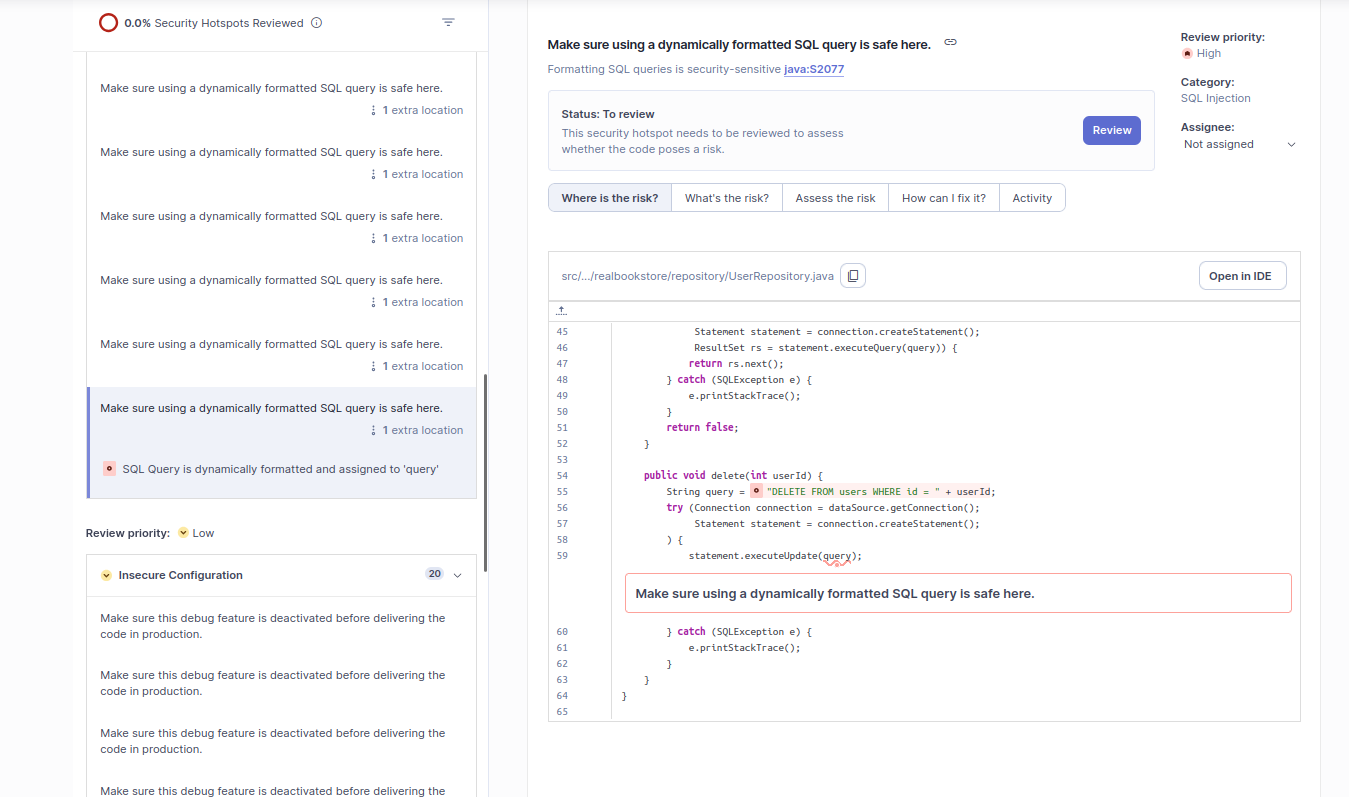 0.0% Security Hotspots Reviewed
Make sure using a dynamically formatted SQL query is safe here.
1 extra location
Make sure using a dynamically formatted SQL query is safe here.
1 extra location
Make sure using a dynamically formatted SQL query is safe here.
1 extra location
Make sure using a dynamically formatted SQL query is safe here.
1 extra location
Make sure using a dynamically formatted SQL query is safe here.
1 extra location
Make sure using a dynamically formatted SQL query is safe here.
1 extra location
SQL Query is dynamically formatted and assigned to 'query'
Review priority: Low
Insecure Configuration 20
Make sure this debug feature is deactivated before delivering the
code in production.
Make sure this debug feature is deactivated before delivering the
code in production.
Make sure this debug feature is deactivated before delivering the
code in production.
Make sure this debug feature is deactivated before delivering the
Make sure using a dynamically formatted SQL query is safe here.
Formatting SQL queries is security-sensitive java:S2077
Status: To review
This security hotspot needs to be reviewed to assess
whether the code poses a risk.
Review
Review priority:
High
Category:
SQL Injection
Assignee:
Not assigned
Where is the risk? What's the risk? Assess the risk How can I fix it? Activity
src/.../realbookstore/repository/UserRepository.java
Open in IDE
45 Statement statement = connection.createStatement();
46 ResultSet rs = statement.executeQuery(query)) {
47 return rs.next();
48 } catch (SQLException e) {
49 e.printStackTrace();
50 }
51 return false;
52 }
53
54 public void delete(int userId) {
55 String query = "DELETE FROM users WHERE id = " + userId;
56 try (Connection connection = dataSource.getConnection();
57 Statement statement = connection.createStatement();
58 ) {
59 statement.executeUpdate(query);
Make sure using a dynamically formatted SQL query is safe here.
60 } catch (SQLException e) {
61 e.printStackTrace();
62 }
63 }
64 }
65